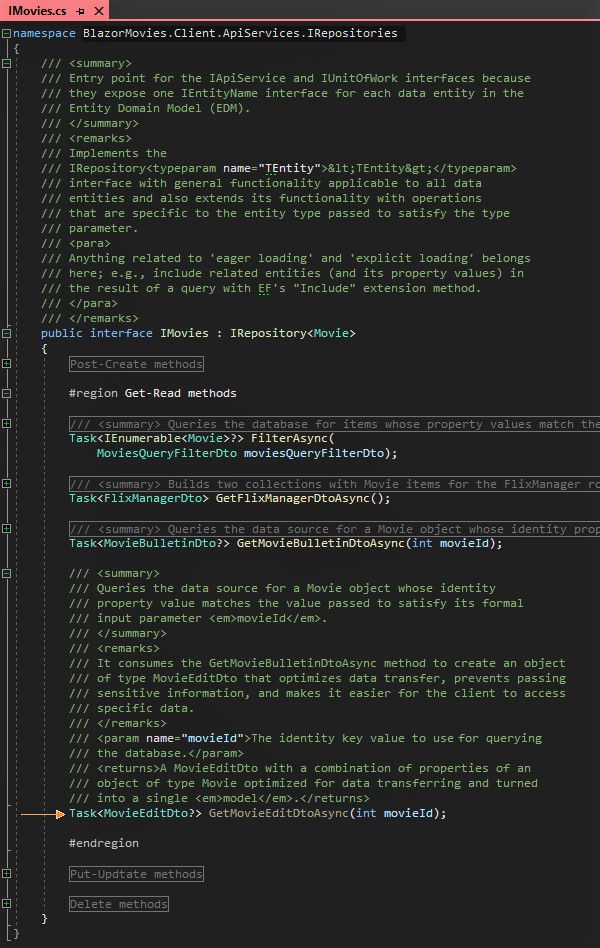 IMovies.cs
namespace BlazorMovies.Client.ApiServices.IRepositories
{
/// <summary>
/// Entry point for the IApiService and IUnitOfWork interfaces because
/// they expose one IEntityName interface for each data entity in the
/// Entity Domain Model (EDM).
/// </summary>
/// <remarks>
/// Implements the
/// IRepository<typeparam name="TEntity">&lt;TEntity&gt;</typeparam>
/// interface with general functionality applicable to all data
/// entities and also extends its functionality with operations
/// that are specific to the entity type passed to satisfy the type
/// parameter.
/// <para>
/// Anything related to 'eager loading' and 'explicit loading' belongs
/// here; e.g., include related entities (and its property values) in
/// the result of a query with EF's "Include" extension method.
/// </para>
/// </remarks>
public interface IMovies : IRepository<Movie>
{
Post-Create methods
#region Get-Read methods
/// <summary> Queries the database for items whose property values match the
Task<IEnumerable<Movie>?> FilterAsync(
MoviesQueryFilterDto moviesQueryFilterDto);
/// <summary> Builds two collections with Movie items for the FlixManager ro
Task<FlixManagerDto> GetFlixManagerDtoAsync();
/// <summary> Queries the data source for a Movie object whose identity prop
Task<MovieBulletinDto?> GetMovieBulletinDtoAsync(int movieId);
/// <summary>
/// Queries the data source for a Movie object whose identity
/// property value matches the value passed to satisfy its formal
/// input parameter <em>movieId</em>.
/// </summary>
/// <remarks>
/// It consumes the GetMovieBulletinDtoAsync method to create an object
/// of type MovieEditDto that optimizes data transfer, prevents passing
/// sensitive information, and makes it easier for the client to access
/// specific data.
/// </remarks>
/// <param name="movieId">The identity key value to use for querying
/// the database.</param>
/// <returns>A MovieEditDto with a combination of properties of an
/// object of type Movie optimized for data transferring and turned
/// into a single <em>model</em>.</returns>
Task<MovieEditDto?> GetMovieEditDtoAsync(int movieId);
#endregion
Put-Updtate methods
Delete methods
}
}